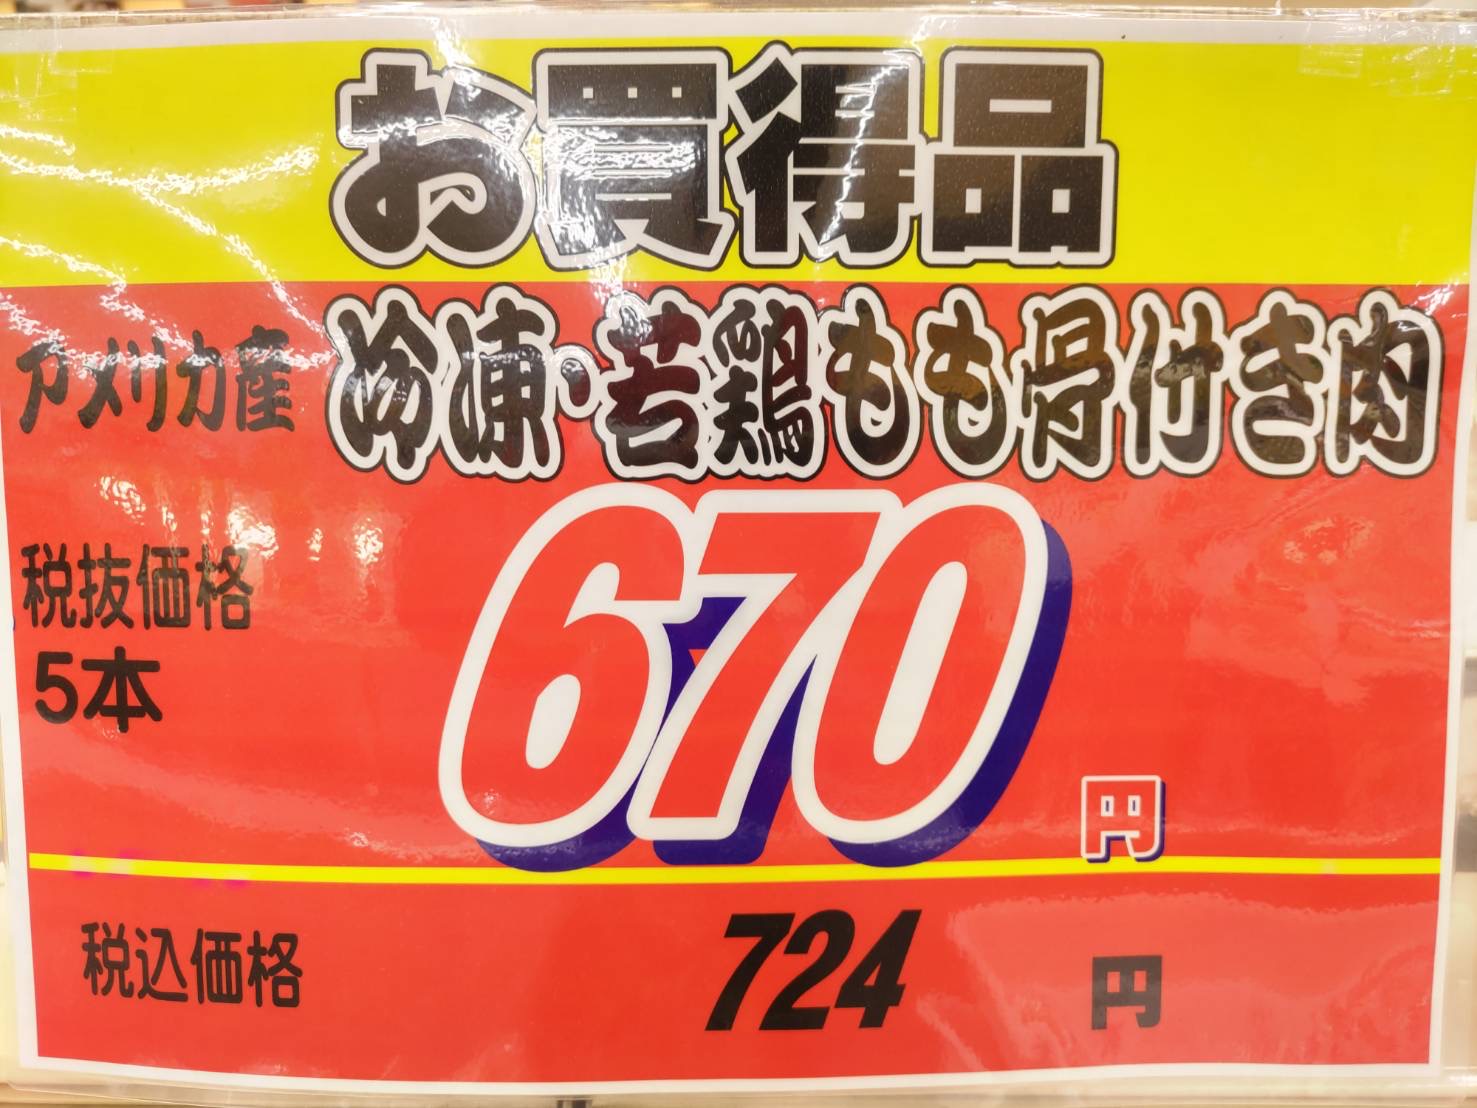 お買得品
アメリカ産 冷凍・若鶏もも骨付き肉
税抜価格
5本
670 円
税込価格 724 円